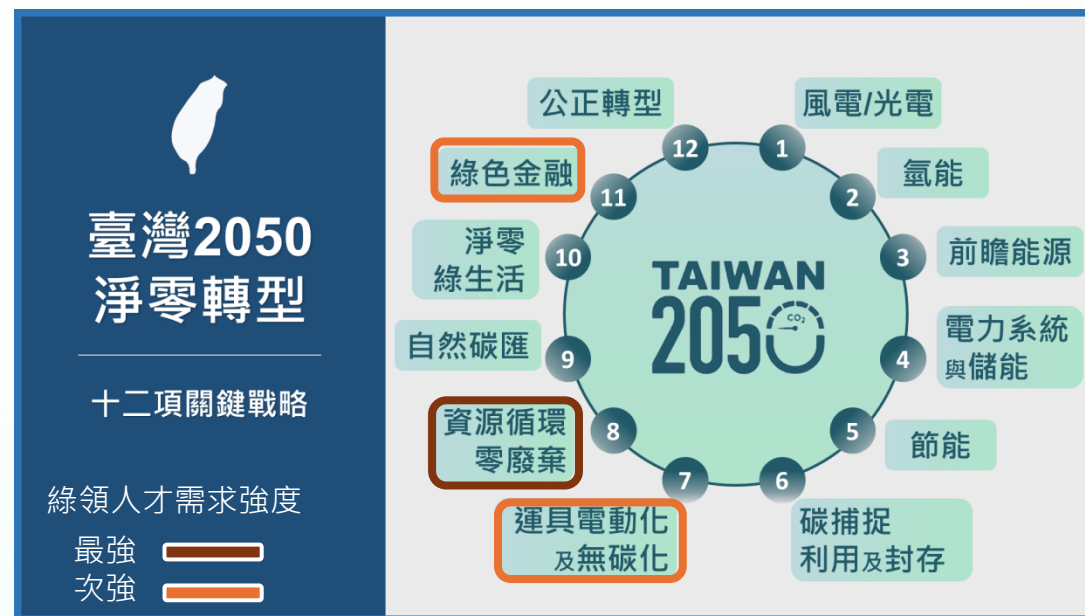 臺灣2050
淨零轉型
十二項關鍵戰略
綠領人才需求強度
最強
次強
TAIWAN
2050
CO₂
1
風電/光電
2
氫能
3
前瞻能源
4
電力系統
與儲能
5
節能
6
碳捕捉
利用及封存
7
運具電動化
及無碳化
8
資源循環
零廢棄
9
自然碳匯
10
淨零
綠生活
11
綠色金融
12
公正轉型